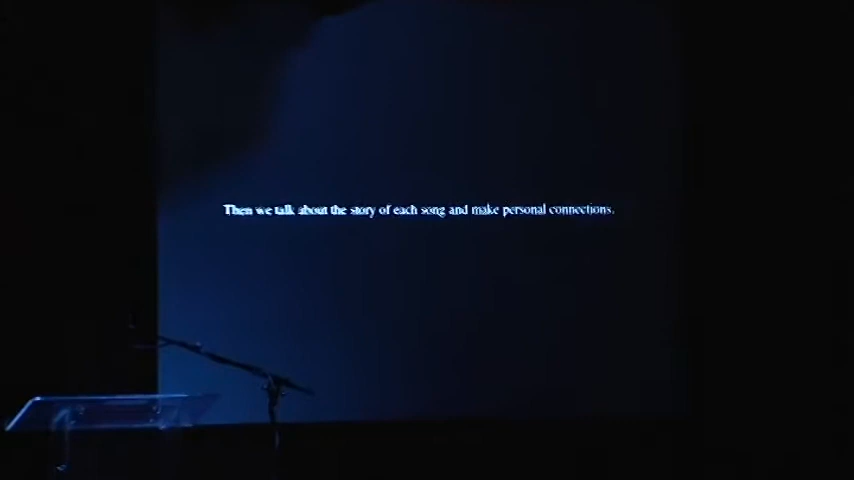 Then we talk about the story of each song and make personal connections.